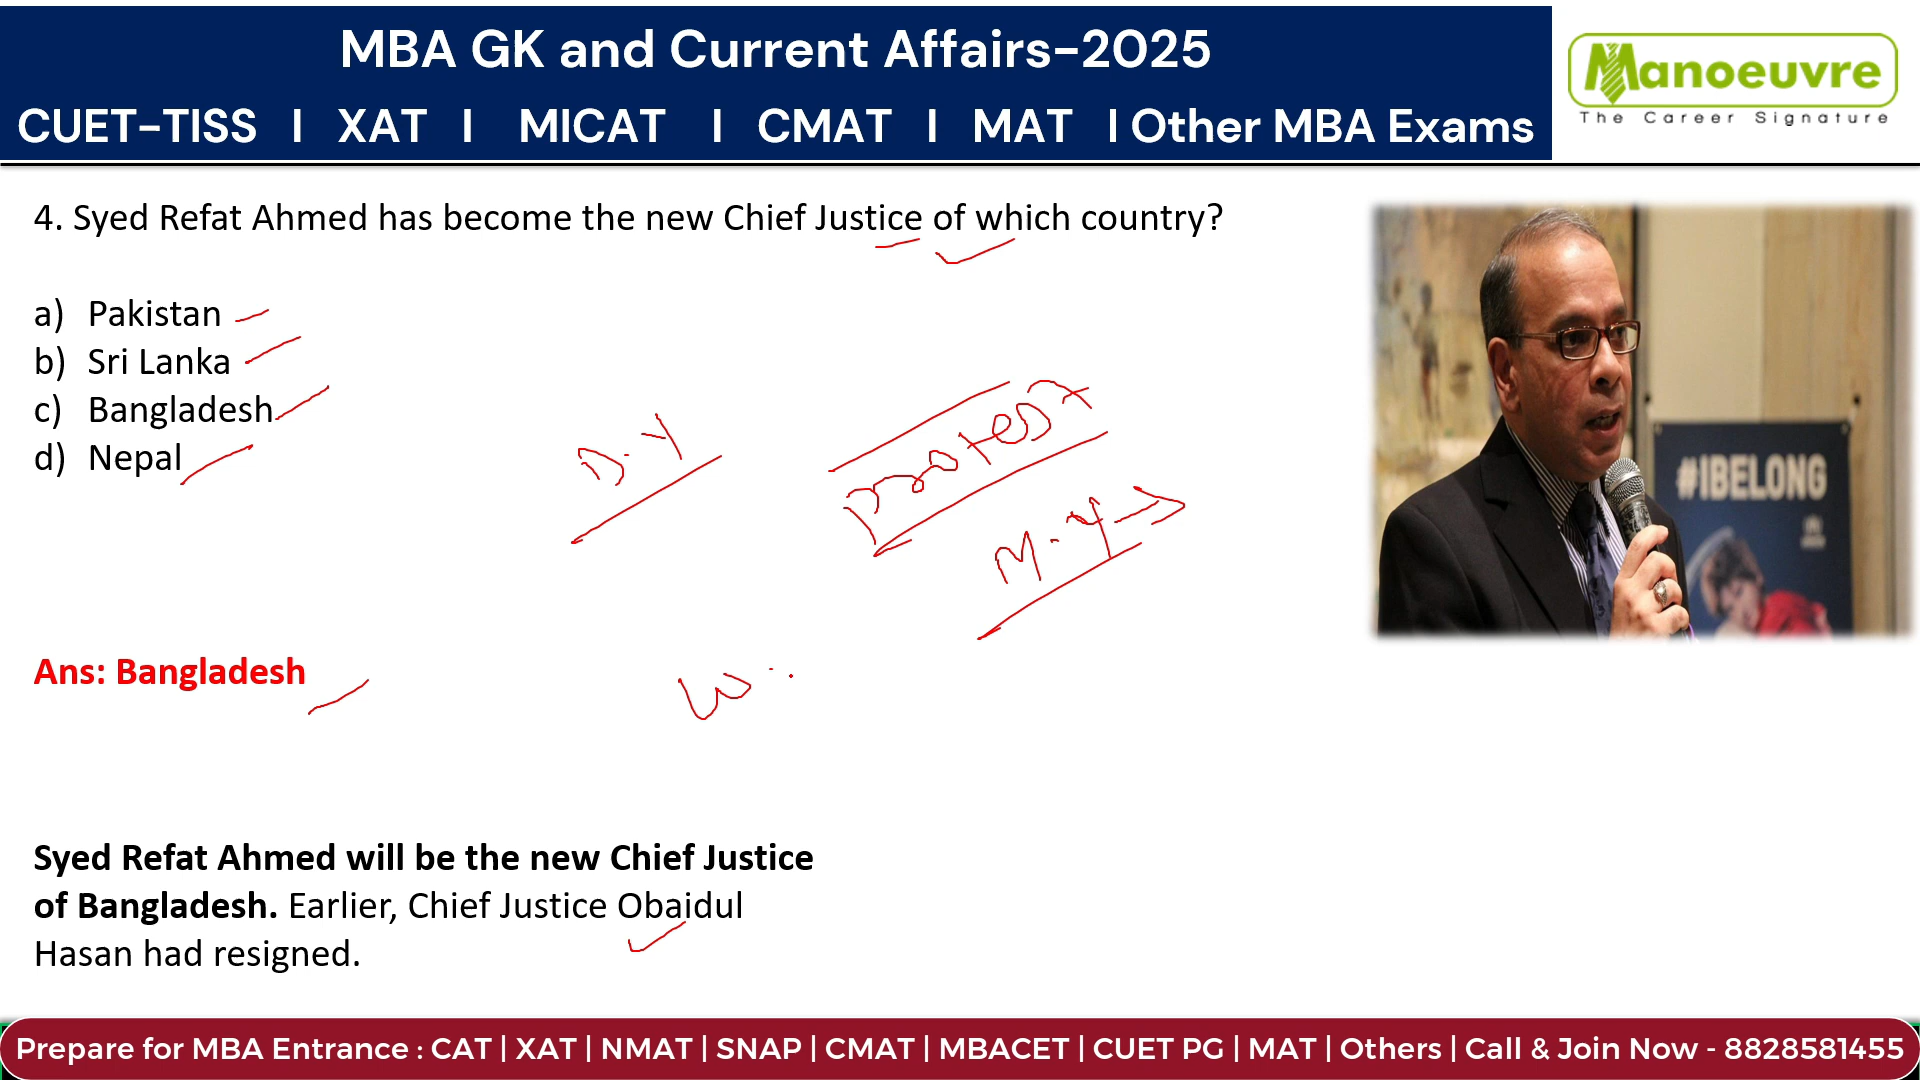 MBA GK and Current Affairs-2025
CUET-TISS I XAT I MICAT I CMAT I MAT I Other MBA Exams
Manoeuvre
The Career Signature
4. Syed Refat Ahmed has become the new Chief Justice of which country?
a) Pakistan
b) Sri Lanka
c) Bangladesh
d) Nepal
D.Y
protest
M.Y
#IBELONG
Ans: Bangladesh
Syed Refat Ahmed will be the new Chief Justice
of Bangladesh. Earlier, Chief Justice Obaidul
Hasan had resigned.
Prepare for MBA Entrance : CAT | XAT | NMAT | SNAP | CMAT | MBACET | CUET PG | MAT | Others | Call & Join Now - 8828581455